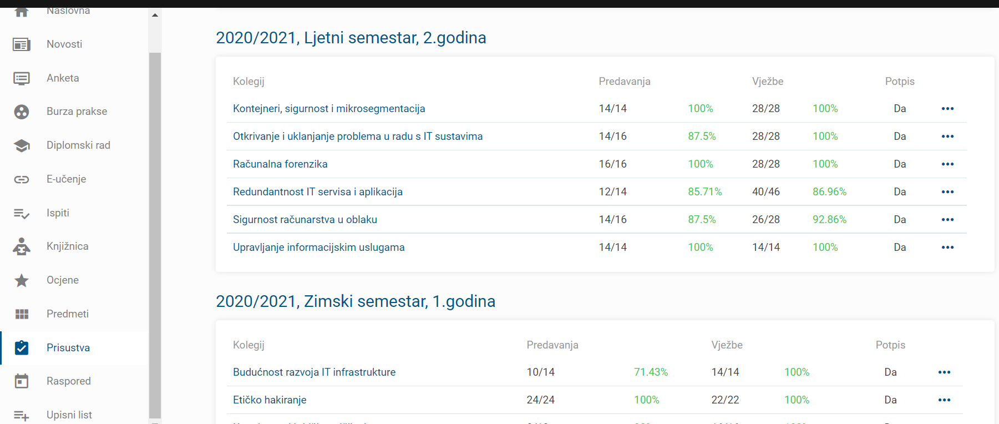 Naslovna
Novosti
Anketa
Burza prakse
Diplomski rad
E-učenje
Ispiti
Knjižnica
Ocjene
Predmeti
Prisustva
Raspored
Upisni list
2020/2021, Ljetni semestar, 2.godina
Kolegij Predavanja Vježbe Potpis
Kontejneri, sigurnost i mikrosegmentacija 14/14 100% 28/28 100% Da
Otkrivanje i uklanjanje problema u radu s IT sustavima 14/16 87.5% 28/28 100% Da
Računalna forenzika 16/16 100% 28/28 100% Da
Redundantnost IT servisa i aplikacija 12/14 85.71% 40/46 86.96% Da
Sigurnost računarstva u oblaku 14/16 87.5% 26/28 92.86% Da
Upravljanje informacijskim uslugama 14/14 100% 14/14 100% Da
2020/2021, Zimski semestar, 1.godina
Kolegij Predavanja Vježbe Potpis
Budućnost razvoja IT infrastrukture 10/14 71.43% 14/14 100% Da
Etičko hakiranje 24/24 100% 22/22 100% Da